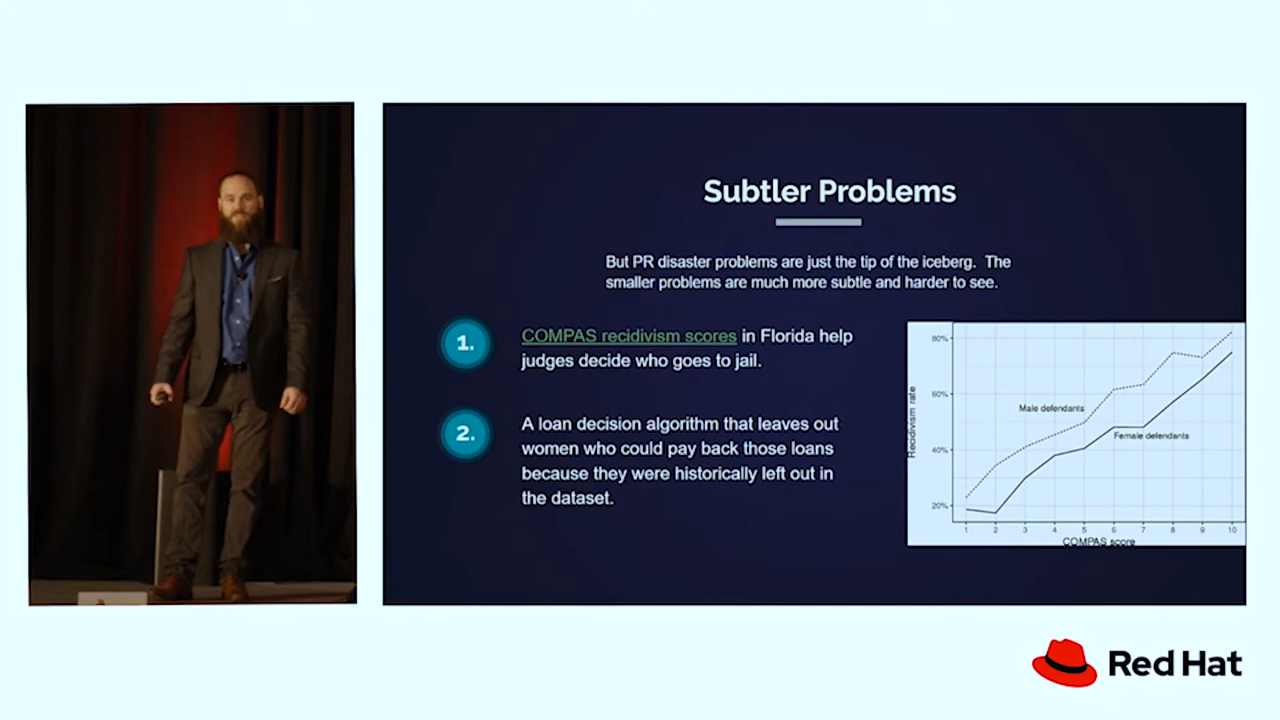 Subtler Problems
But PR disaster problems are just the tip of the iceberg. The
smaller problems are much more subtle and harder to see.
1.
COMPAS recidivism scores in Florida help
judges decide who goes to jail.
2.
A loan decision algorithm that leaves out
women who could pay back those loans
because they were historically left out in
the dataset.
80%
60%
40%
20%
Recidivism rate
Male defendants
Female defendants
1 2 3 4 5 6 7 8 9 10
COMPAS score
Red Hat